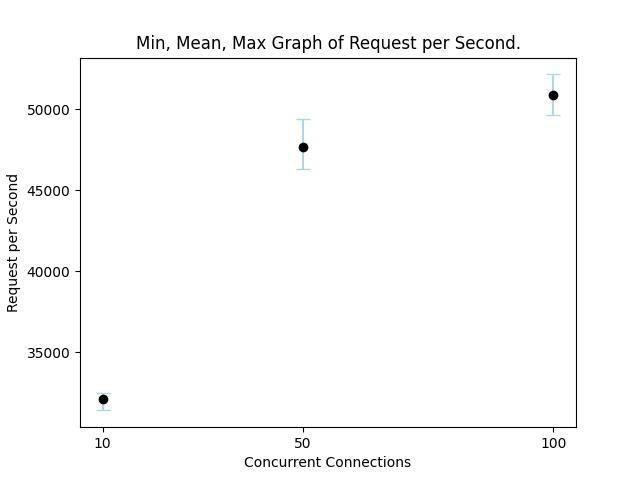 Min, Mean, Max Graph of Request per Second.
50000
45000
40000
35000
Request per Second
10
50
100
Concurrent Connections